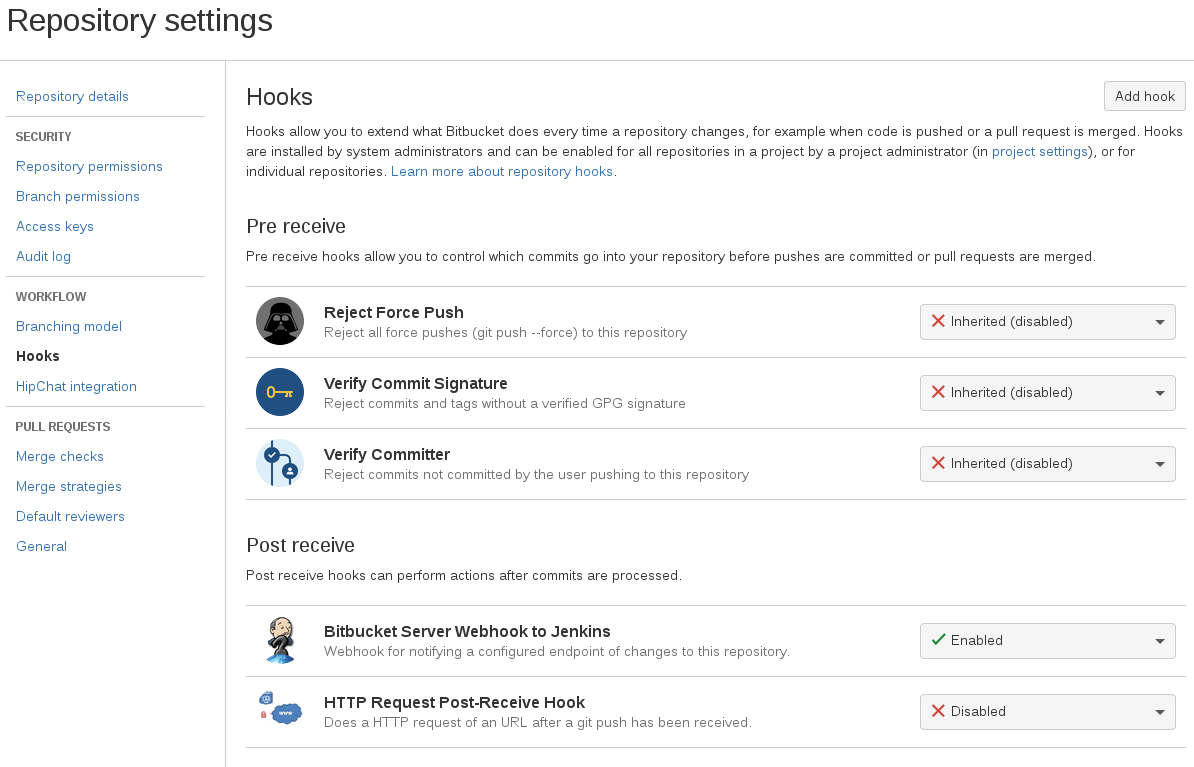 Repository settings
Repository details
SECURITY
Repository permissions
Branch permissions
Access keys
Audit log
WORKFLOW
Branching model
Hooks
HipChat integration
PULL REQUESTS
Merge checks
Merge strategies
Default reviewers
General
Hooks
Add hook
Hooks allow you to extend what Bitbucket does every time a repository changes, for example when code is pushed or a pull request is merged. Hooks
are installed by system administrators and can be enabled for all repositories in a project by a project administrator (in project settings), or for
individual repositories. Learn more about repository hooks.
Pre receive
Pre receive hooks allow you to control which commits go into your repository before pushes are committed or pull requests are merged.
Reject Force Push
Reject all force pushes (git push --force) to this repository
Inherited (disabled)
Verify Commit Signature
Reject commits and tags without a verified GPG signature
Inherited (disabled)
Verify Committer
Reject commits not committed by the user pushing to this repository
Inherited (disabled)
Post receive
Post receive hooks can perform actions after commits are processed.
Bitbucket Server Webhook to Jenkins
Webhook for notifying a configured endpoint of changes to this repository.
Enabled
www
HTTP Request Post-Receive Hook
Does a HTTP request of an URL after a git push has been received.
Disabled